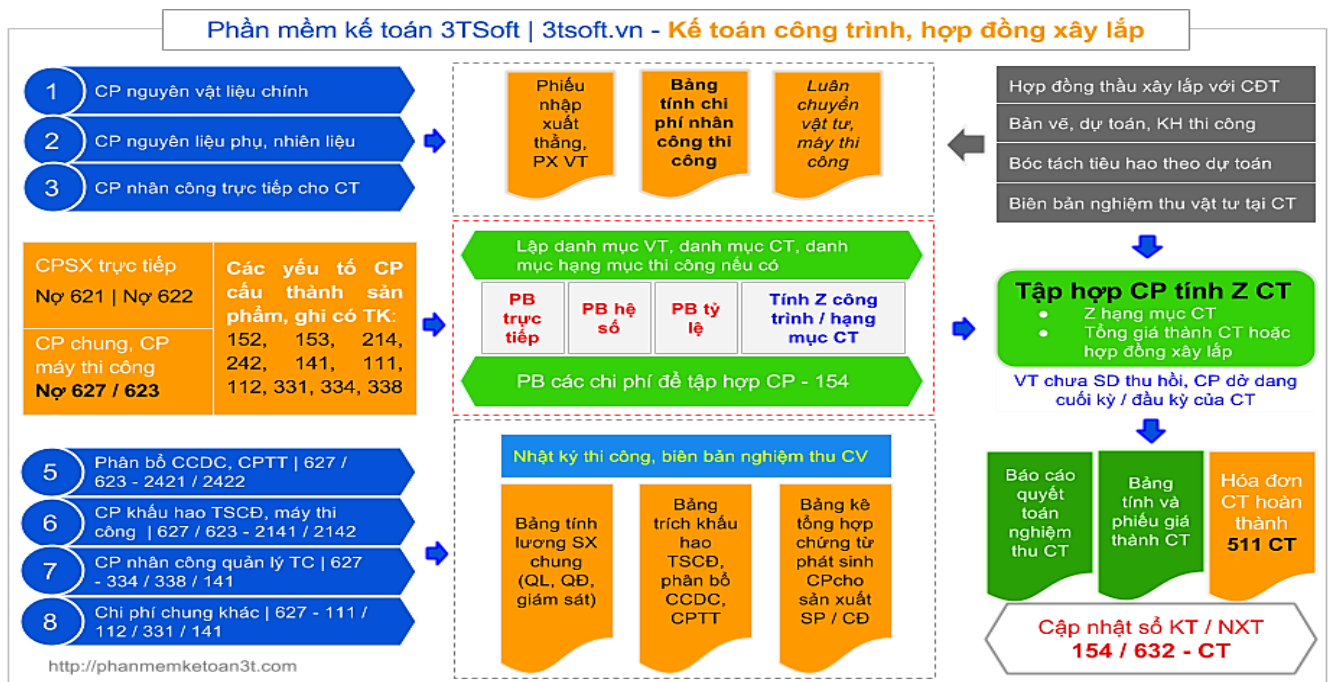 Phần mềm kế toán 3TSoft | 3tsoft.vn - Kế toán công trình, hợp đồng xây lắp
1
CP nguyên vật liệu chính
2
CP nguyên liệu phụ, nhiên liệu
3
CP nhân công trực tiếp cho CT
Phiếu
nhập
xuất
thẳng,
PX VT
Bảng
tính chi
phí nhân
công thi
công
Luân
chuyển
vật tư,
máy thi
công
Hợp đồng thầu xây lắp với CĐT
Bản vẽ, dự toán, KH thi công
Bóc tách tiêu hao theo dự toán
Biên bản nghiệm thu vật tư tại CT
CPSX trực tiếp
Nợ 621 | Nợ 622
CP chung, CP
máy thi công
Nợ 627 / 623
Các yếu tố CP
cấu thành sản
phẩm, ghi có TK:
152, 153, 214,
242, 141, 111,
112, 331, 334, 338
Lập danh mục VT, danh mục CT, danh
mục hạng mục thi công nếu có
PB
trực
tiếp
PB hệ
số
PB tỷ
lệ
Tính Z công
trình / hạng
mục CT
PB các chi phí để tập hợp CP - 154
Tập hợp CP tính Z CT
• Z hạng mục CT
• Tổng giá thành CT hoặc
hợp đồng xây lắp
VT chưa SD thu hồi, CP dở dang
cuối kỳ / đầu kỳ của CT
5
Phân bổ CCDC, CPTT | 627 /
623 - 2421 / 2422
6
CP khấu hao TSCĐ, máy thi
công | 627 / 623 - 2141 / 2142
7
CP nhân công quản lý TC | 627
- 334 / 338 / 141
8
Chi phí chung khác | 627 - 111 /
112 / 331 / 141
http://phanmemketoan3t.com
Nhật ký thi công, biên bản nghiệm thu CV
Bảng tính
lương SX
chung
(QL, QĐ,
giám sát)
Bảng
trích khấu
hao
TSCĐ,
phân bổ
CCDC,
CPTT
Bảng kê
tổng hợp
chứng từ
phát sinh
CPcho
sản xuất
SP / CĐ
Báo cáo
quyết
toán
nghiệm
thu CT
Bảng
tính và
phiếu giá
thành CT
Hóa đơn
CT hoàn
thành
511 CT
Cập nhật sổ KT / NXT
154 / 632 - CT